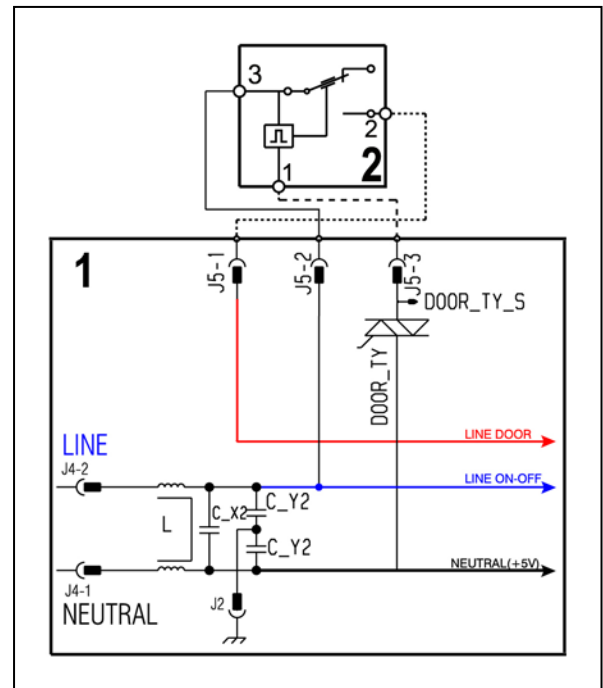 3
2
1
2
1
J5-1
J5-2
J5-3
DOOR_TY_S
DOOR_TY
LINE DOOR
LINE
J4-2
LINE ON-OFF
L
C_X2
C_Y2
C_Y2
NEUTRAL(+5V)
J4-1
NEUTRAL
J2